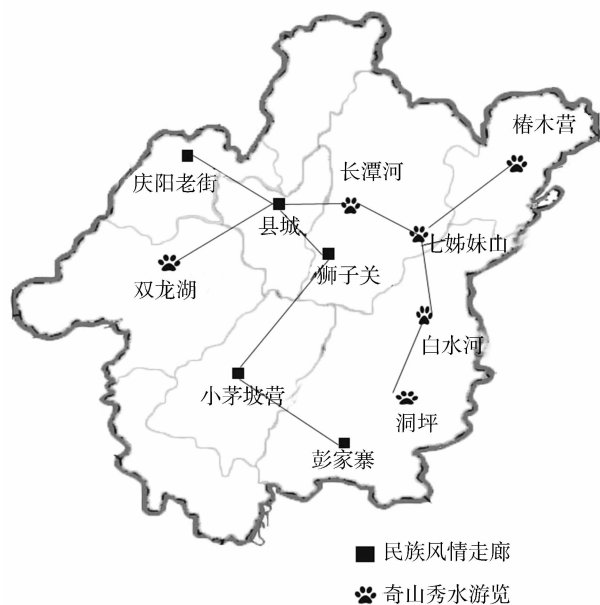 椿木营
长潭河
庆阳老街
县城
七姊妹山
狮子关
双龙湖
白水河
小茅坡营
洞坪
彭家寨
民族风情走廊
奇山秀水游览